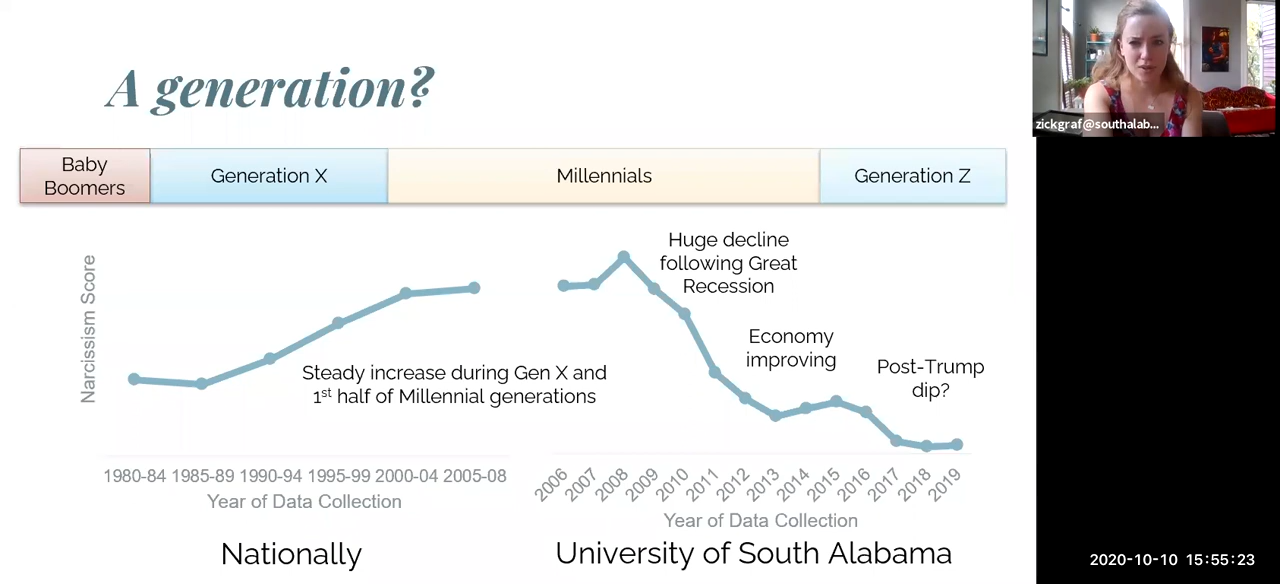 A generation?
zickgraf@southalab...
Baby
Boomers
Generation X
Millennials
Generation Z
Huge decline
following Great
Recession
Narcissism Score
Economy
improving
Post-Trump
dip?
Steady increase during Gen X and
1st half of Millennial generations
1980-84 1985-89 1990-94 1995-99 2000-04 2005-08
2006 2007 2008 2009 2010 2011 2012 2013 2014 2015 2016 2017 2018 2019
Year of Data Collection
Year of Data Collection
Nationally
University of South Alabama
2020-10-10 15:55:23